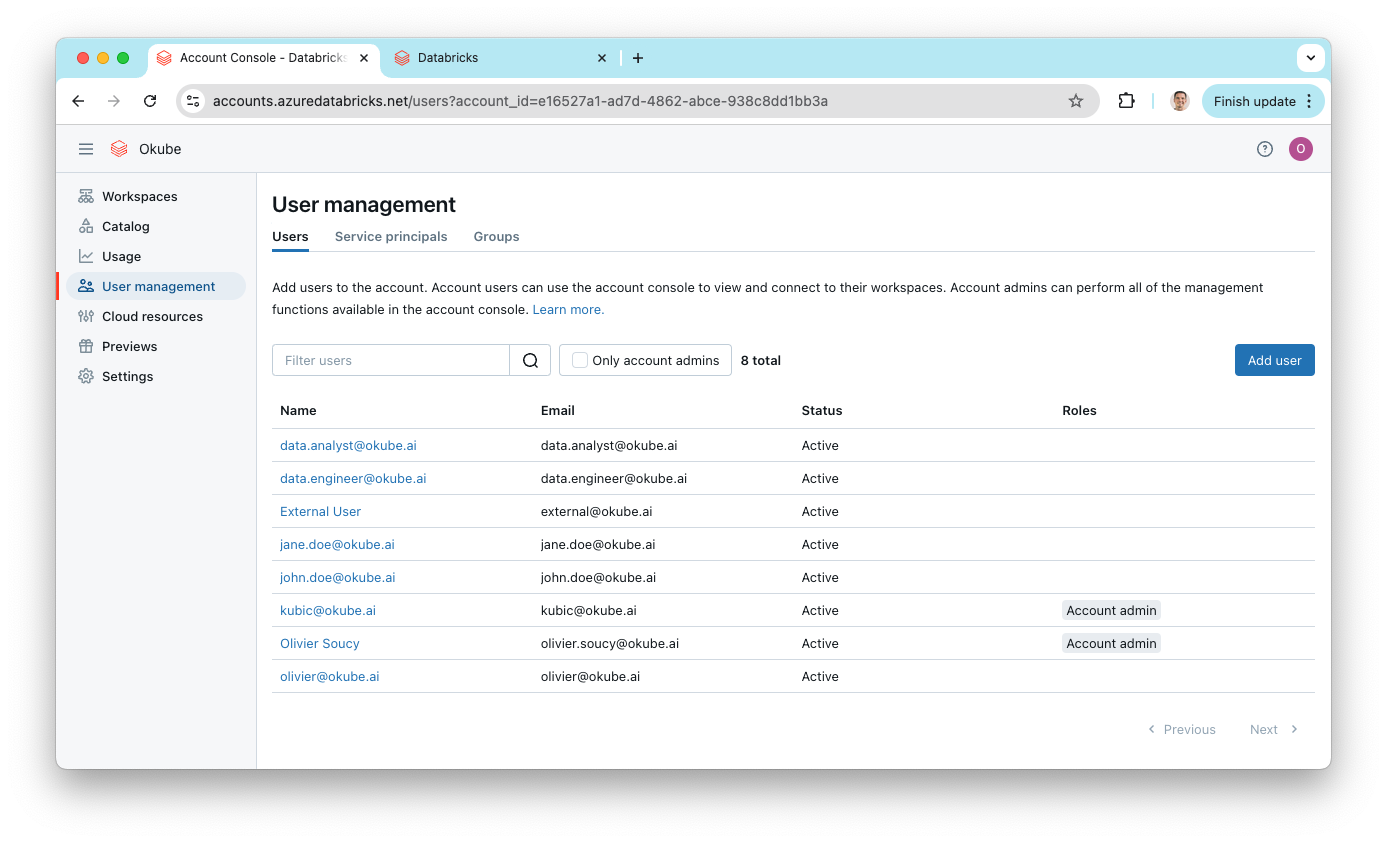 Account Console - Databricks
Databricks
accounts.azuredatabricks.net/users?account_id=e16527a1-ad7d-4862-abce-938c8dd1bb3a
Finish update
Okube
O
Workspaces
Catalog
Usage
User management
Cloud resources
Previews
Settings
User management
Users Service principals Groups
Add users to the account. Account users can use the account console to view and connect to their workspaces. Account admins can perform all of the management
functions available in the account console. Learn more.
Filter users Only account admins 8 total Add user
Name Email Status Roles
data.analyst@okube.ai data.analyst@okube.ai Active
data.engineer@okube.ai data.engineer@okube.ai Active
External User external@okube.ai Active
jane.doe@okube.ai jane.doe@okube.ai Active
john.doe@okube.ai john.doe@okube.ai Active
kubic@okube.ai kubic@okube.ai Active Account admin
Olivier Soucy olivier.soucy@okube.ai Active Account admin
olivier@okube.ai olivier@okube.ai Active
Previous Next